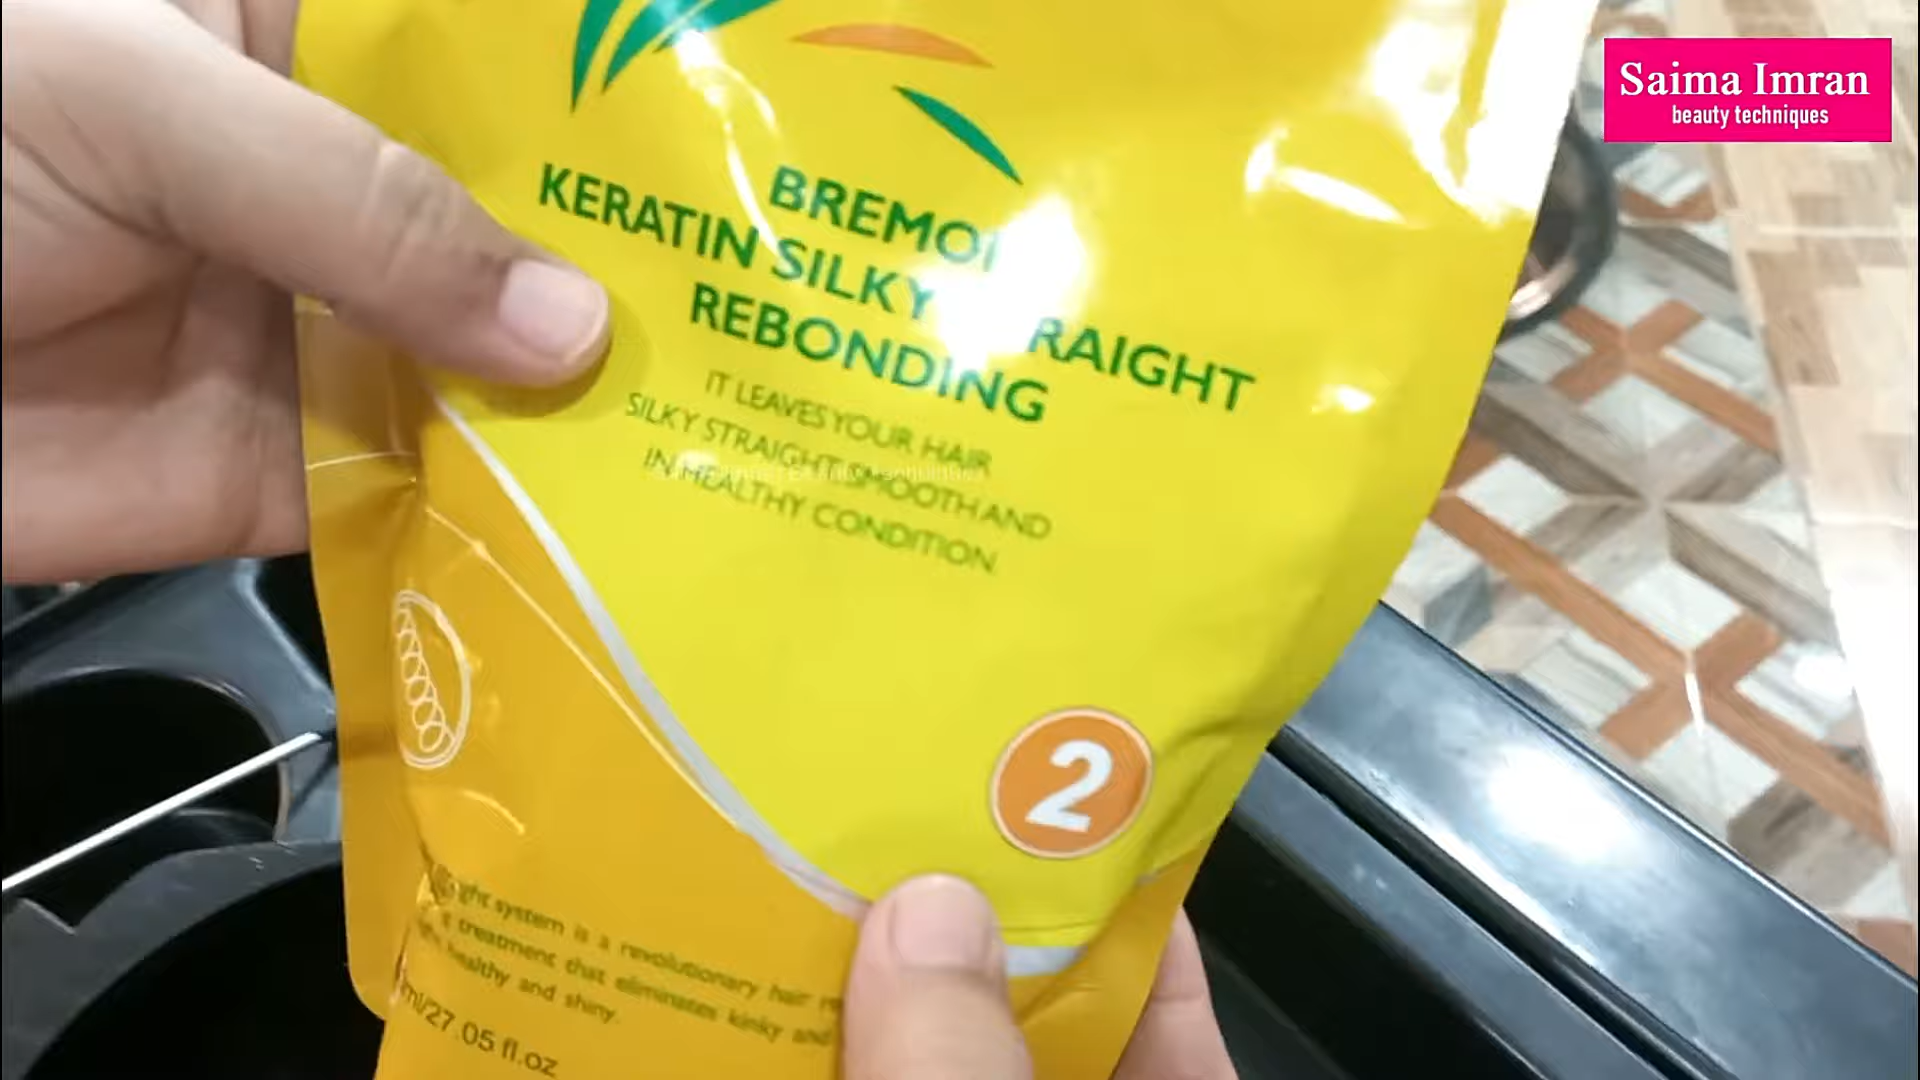 Saima Imran
beauty techniques
KERATIN SILKY
RAIGHT
REBONDING
IT LEAVES YOUR HAIR
SILKY STRAIGHT SMOOTH AND
IN HEALTHY CONDITION
2
system is a revolutionary hair
treatment that eliminates kinky and
healthy and shiny.
ml/27.05 fl.oz